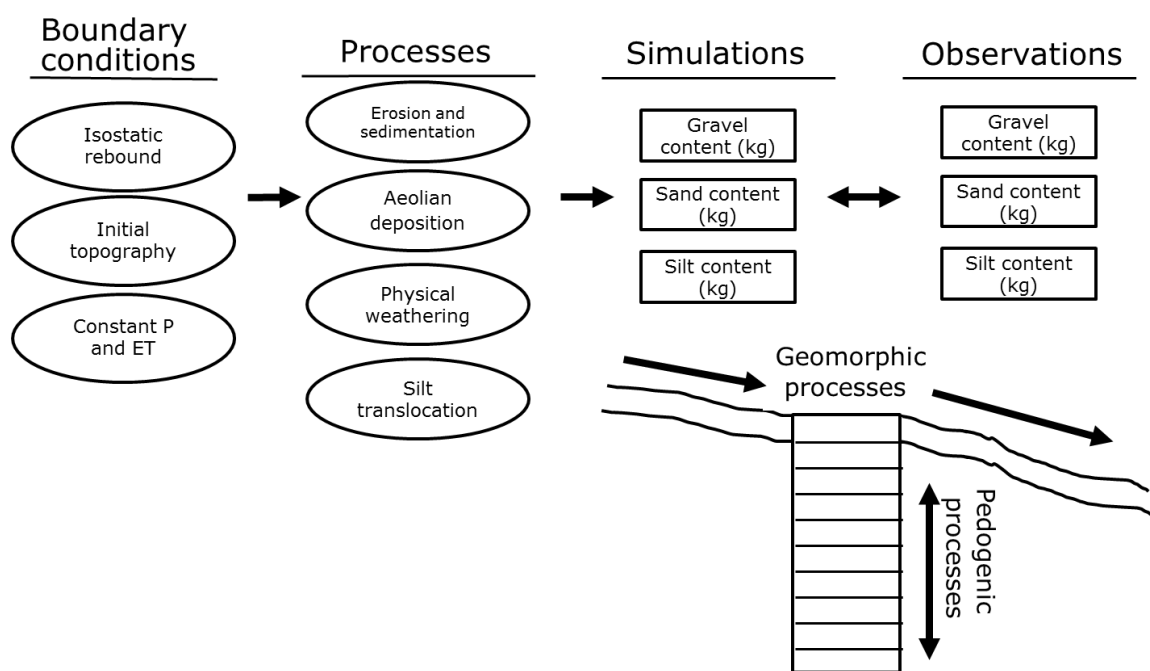 Boundary
conditions
Processes
Simulations
Observations
Isostatic
rebound
Initial
topography
Constant P
and ET
Erosion and
sedimentation
Aeolian
deposition
Physical
weathering
Silt
translocation
Gravel
content (kg)
Sand content
(kg)
Silt content
(kg)
Gravel
content (kg)
Sand content
(kg)
Silt content
(kg)
Geomorphic
processes
Pedogenic
processes